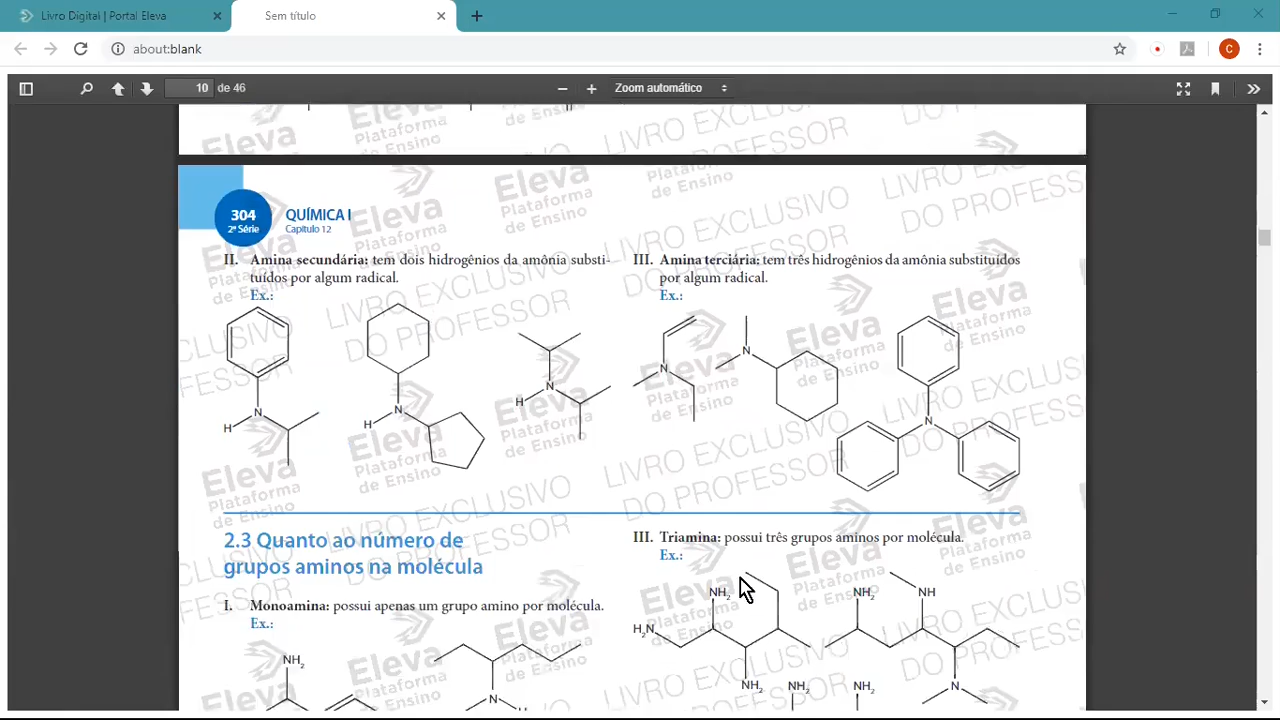 Livro Digital | Portal Eleva
Sem título
about:blank
C
10 de 46
Zoom automático
Eleva
Plataforma
de Ensino
LIVRO EXCLUSIVO
DO PROFESSOR
304
2ª Série
QUÍMICA I
Capítulo 12
II. Amina secundária: tem dois hidrogênios da amônia substi-
tuídos por algum radical.
Ex.:
N
H
N
H
N
H
III. Amina terciária: tem três hidrogênios da amônia substituídos
por algum radical.
Ex.:
N
N
N
2.3 Quanto ao número de
grupos aminos na molécula
I. Monoamina: possui apenas um grupo amino por molécula.
Ex.:
NH2
N
III. Triamina: possui três grupos aminos por molécula.
Ex.:
NH2
H2N
NH2
NH2
NH
N
NH2
NH2